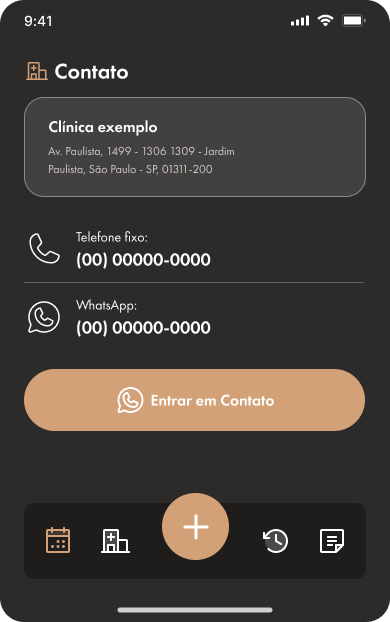 9:41
Contato
Clínica exemplo
Av. Paulista, 1499 - 1306 1309 - Jardim
Paulista, São Paulo - SP, 01311-200
Telefone fixo:
(00) 00000-0000
WhatsApp:
(00) 00000-0000
Entrar em Contato